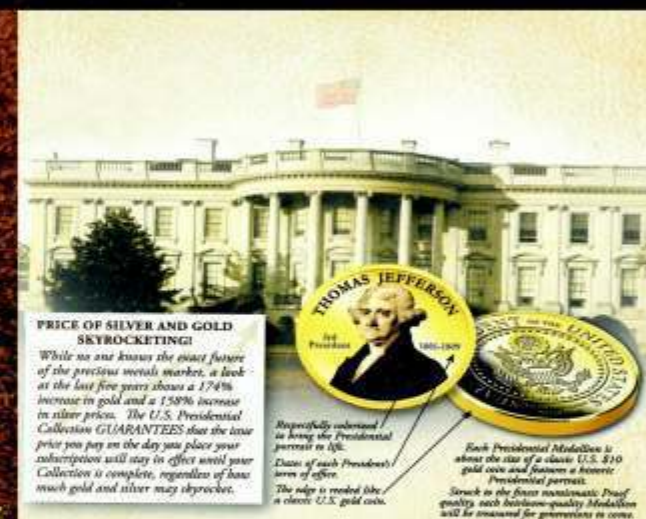 PRICE OF SILVER AND GOLD
SKYROCKETING!
While no one knows the exact future
of the precious metals market, a look
at the last five years shows a 174%
increase in gold and a 158% increase
in silver prices. The U.S. Presidential
Collection GUARANTEES that the issue
price you pay on the day you place your
subscription will stay in effect until your
Collection is complete, regardless of how
much gold and silver may skyrocket.
THOMAS JEFFERSON
3rd
President
1801-1809
OF THE UNITED STATES
Respectfully colorized
to bring the Presidential
portrait to life.
Dates of each President's
term of office.
The edge is reeded like
a classic U.S. gold coin.
Each Presidential Medallion is
about the size of a classic U.S. $10
gold coin and features a historic
Presidential portrait.
Struck to the finest numismatic Proof
quality, each heirloom-quality Medallion
will be treasured for generations to come.